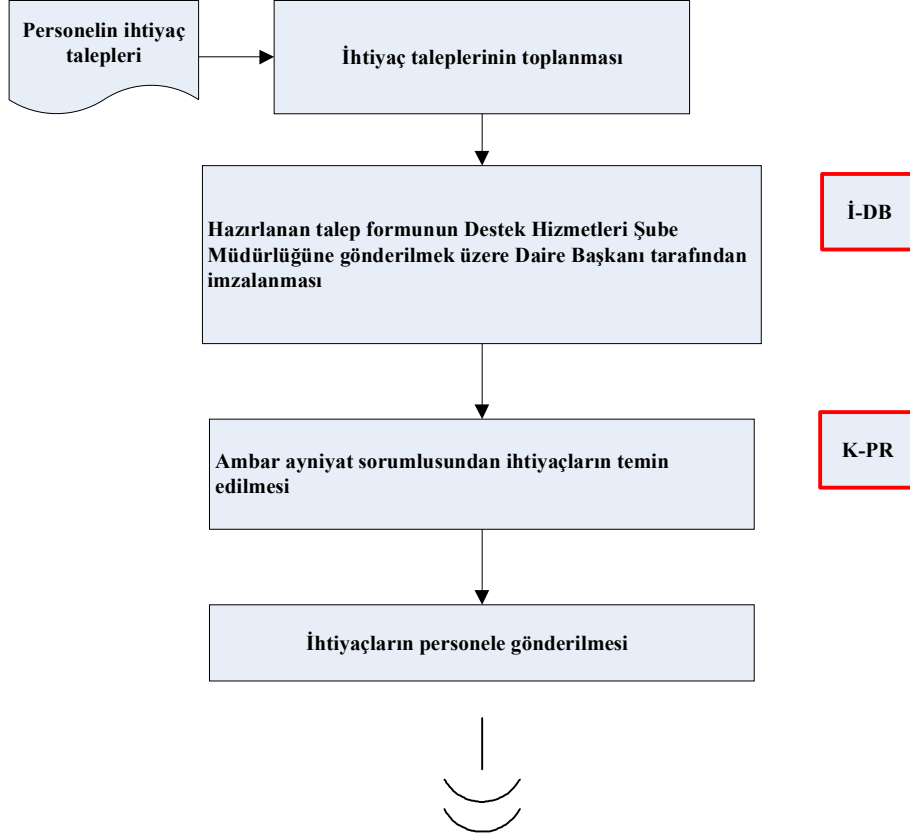 Personelin ihtiyaç
talepleri
İhtiyaç taleplerinin toplanması
Hazırlanan talep formunun Destek Hizmetleri Şube
Müdürlüğüne gönderilmek üzere Daire Başkanı tarafından
imzalanması
İ-DB
Ambar ayniyat sorumlusundan ihtiyaçların temin
edilmesi
K-PR
İhtiyaçların personele gönderilmesi